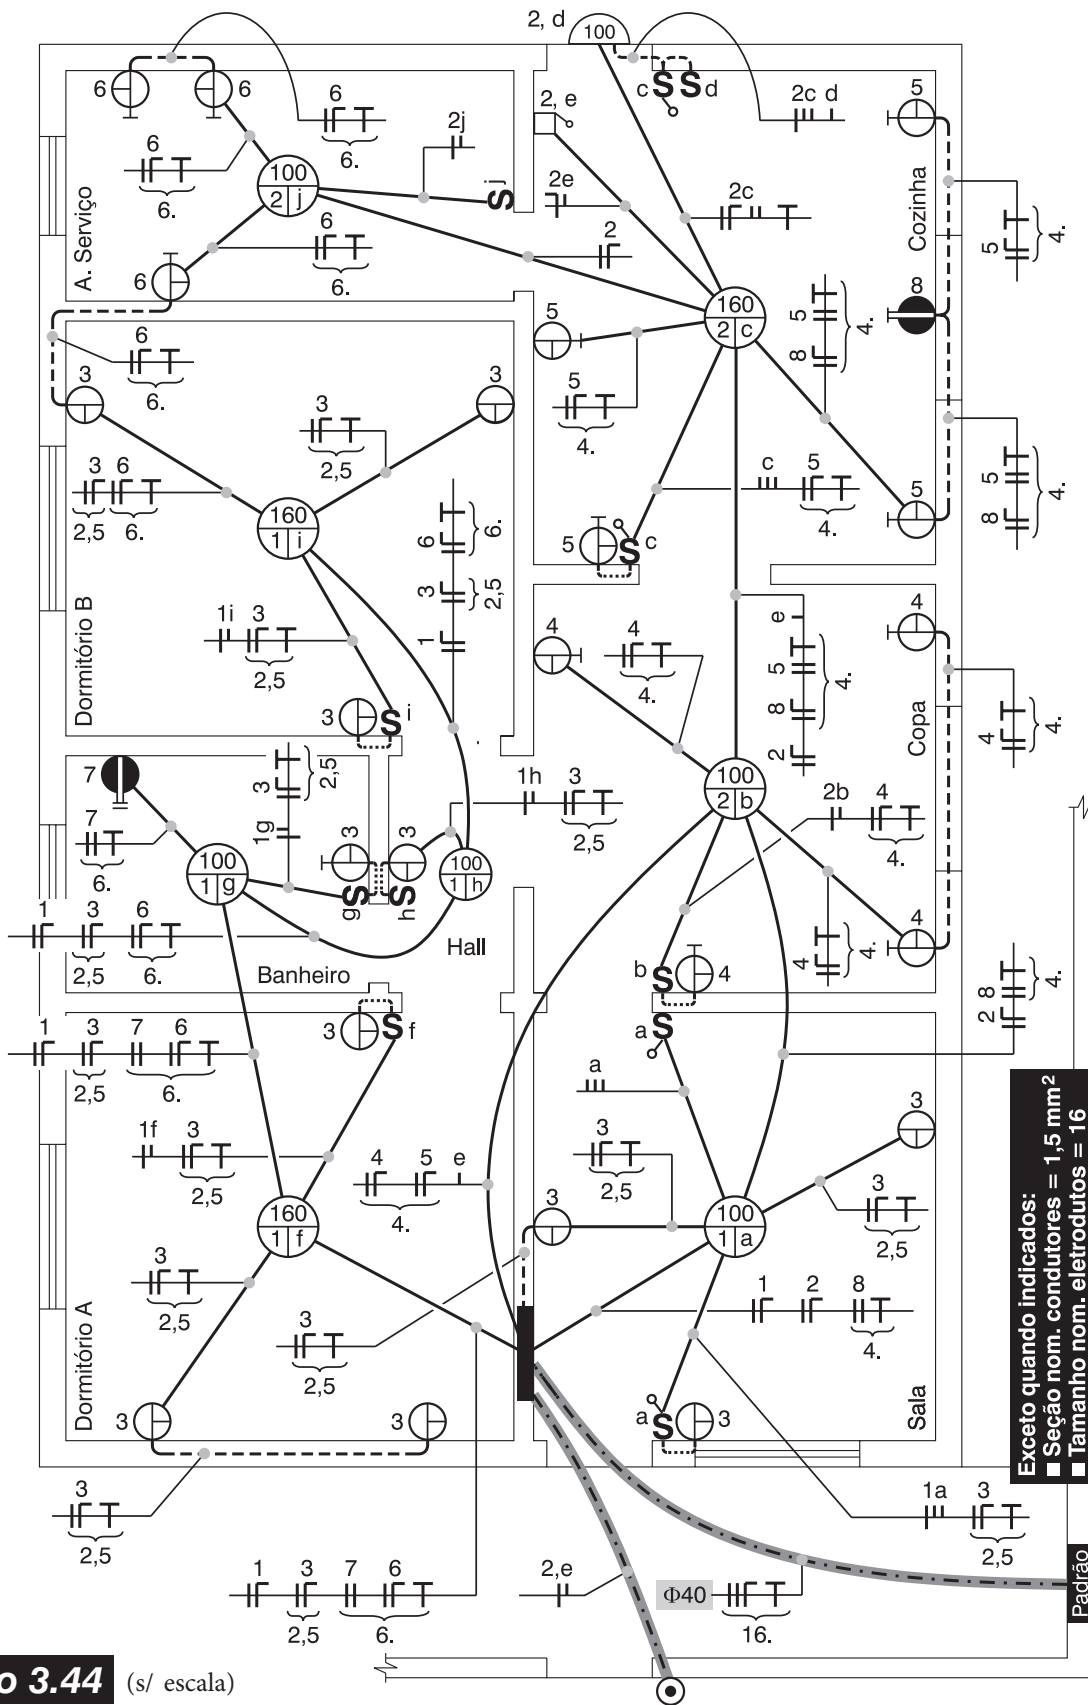 2, d
100
c S S d
2c d
6
6
6
6.
6
6.
100
2 j
2j
S j
2, e
2e
2c
5
Cozinha
5
4.
A. Serviço
6
6.
6
2
160
2 c
5
8
5
4.
8
6
6.
3
3
3
2,5
5
4.
c
5
4.
5
8
4.
3
6
2,5
6.
160
1 i
6
6.
3
2,5
1
5
S c
5
1i
3
2,5
Dormitório B
3
S i
4
4
4.
e
5
8
4.
2
4
Copa
4
4.
7
3
2,5
1g
1h
3
2,5
100
2 b
2b
4
4.
7
6.
100
1 g
3
3
S g
S h
100
1 h
Hall
Banheiro
1
3
6
2,5
6.
4
4.
4
b S
4
8
4.
2
1
3
7
6
2,5
6.
3
S f
a S
a
3
2,5
1f
3
2,5
4
5
e
4.
3
3
3
2,5
160
1 f
100
1 a
3
2,5
1
2
8
4.
3
2,5
Dormitório A
3
3
a S
3
Sala
Exceto quando indicados:
■ Seção nom. condutores = 1,5 mm²
■ Tamanho nom. eletrodutos = 16
3
2,5
1a
3
2,5
1
3
7
6
2,5
6.
2,e
Φ40
16.
Padrão
o 3.44 (s/ escala)